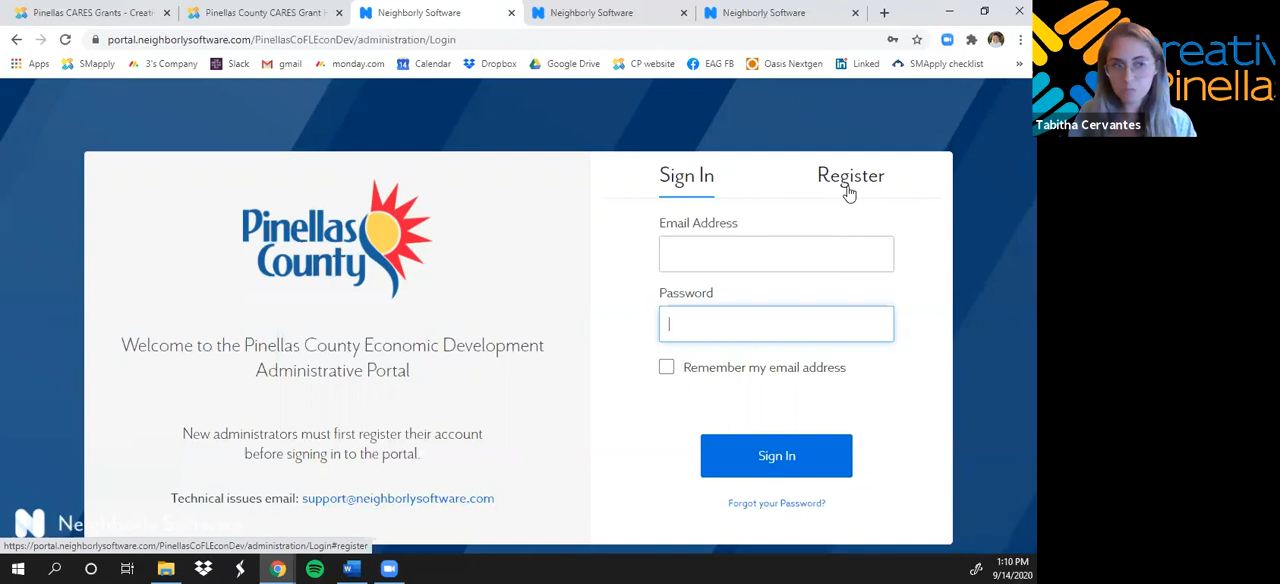 Pinellas CARES Grants - Creati
Pinellas County CARES Grant
Neighborly Software
Neighborly Software
Neighborly Software
portal.neighborlysoftware.com/PinellasCoFLEconDev/administration/Login
Apps
SMapply
3's Company
Slack
gmail
monday.com
Calendar
Dropbox
Google Drive
CP website
EAG FB
Oasis Nextgen
Linked
SMApply checklist
»
Creativ
Pinella
Tabitha Cervantes
Pinellas
County
Welcome to the Pinellas County Economic Development
Administrative Portal
New administrators must first register their account
before signing in to the portal.
Technical issues email: support@neighborlysoftware.com
Sign In
Register
Email Address
Password
Remember my email address
Sign In
Forgot your Password?
N Neighborly Software
https://portal.neighborlysoftware.com/PinellasCoFLEconDev/administration/Login#register
1:10 PM
9/14/2020